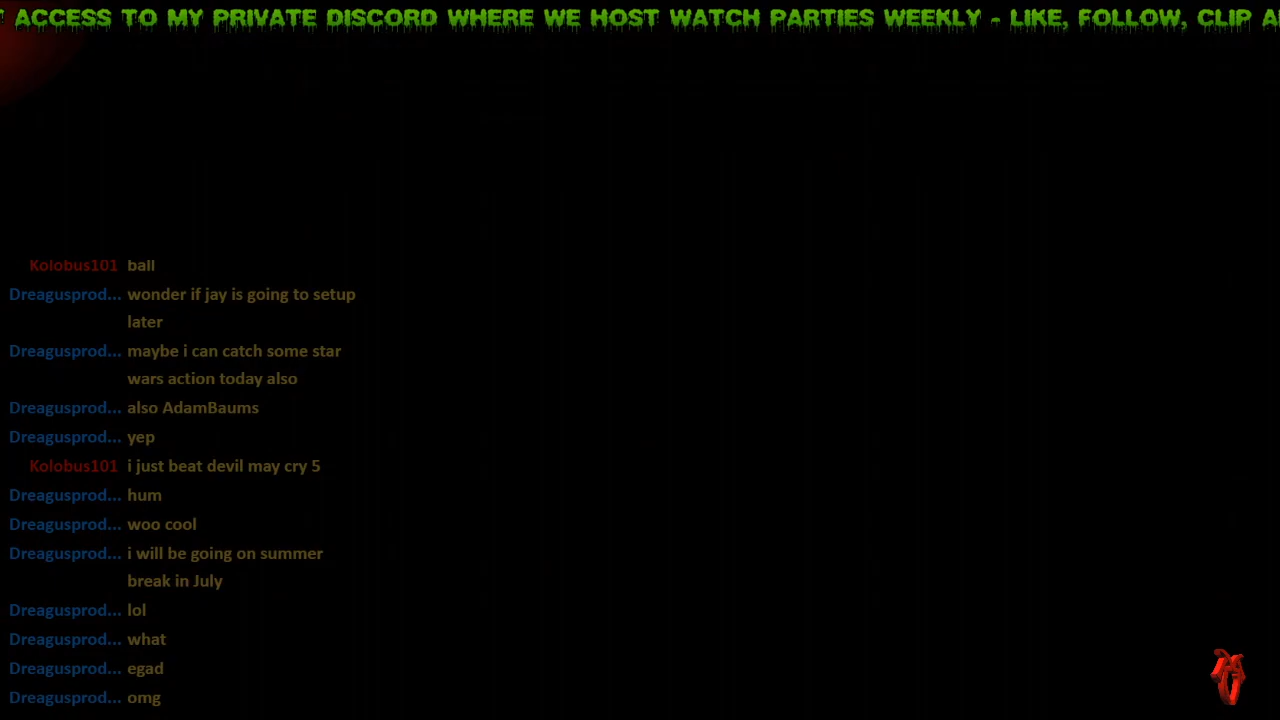 ACCESS TO MY PRIVATE DISCORD WHERE WE HOST WATCH PARTIES WEEKLY - LIKE, FOLLOW, CLIP
Kolobus101 ball
Dreagusprod... wonder if jay is going to setup
later
Dreagusprod... maybe i can catch some star
wars action today also
Dreagusprod... also AdamBaums
Dreagusprod... yep
Kolobus101 i just beat devil may cry 5
Dreagusprod... hum
Dreagusprod... woo cool
Dreagusprod... i will be going on summer
break in July
Dreagusprod... lol
Dreagusprod... what
Dreagusprod... egad
Dreagusprod... omg